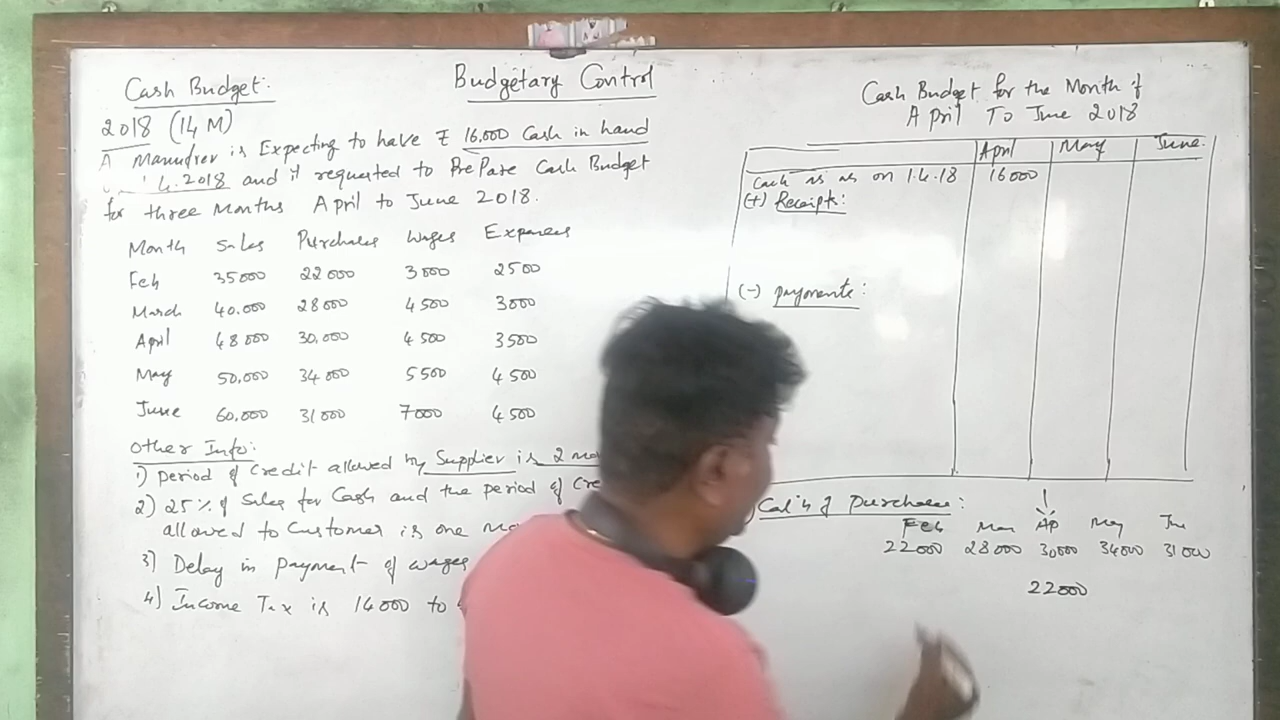 Cash Budget:
Budgetary Control
2018 (14 M)
A Manufrer is Expecting to have ₹ 16,000 Cash in hand
4.2018 and it requested to Prepare Cash Budget
for three Months April to June 2018.
Month Sales Purchases Wages Expenses
Feb 35000 22000 3000 2500
March 40,000 28000 4500 3000
April 48000 30,000 4500 3500
May 50,000 34000 5500 4500
June 60,000 31000 7000 4500
Other Info:
1) Period of Credit allowed by Supplier is 2
2) 25% of Sales for Cash and the period of
allowed to Customer is one
3) Delay in Payment of wages
4) Income Tax is 14000 to
Cash Budget for the Month of
April To June 2018
April May June
Cash as on 1.4.18 16000
(+) Receipts:
(-) payments:
Cal'n of purchase:
Feb Mar Ap May Jun
22000 28000 30000 34000 31000
22000